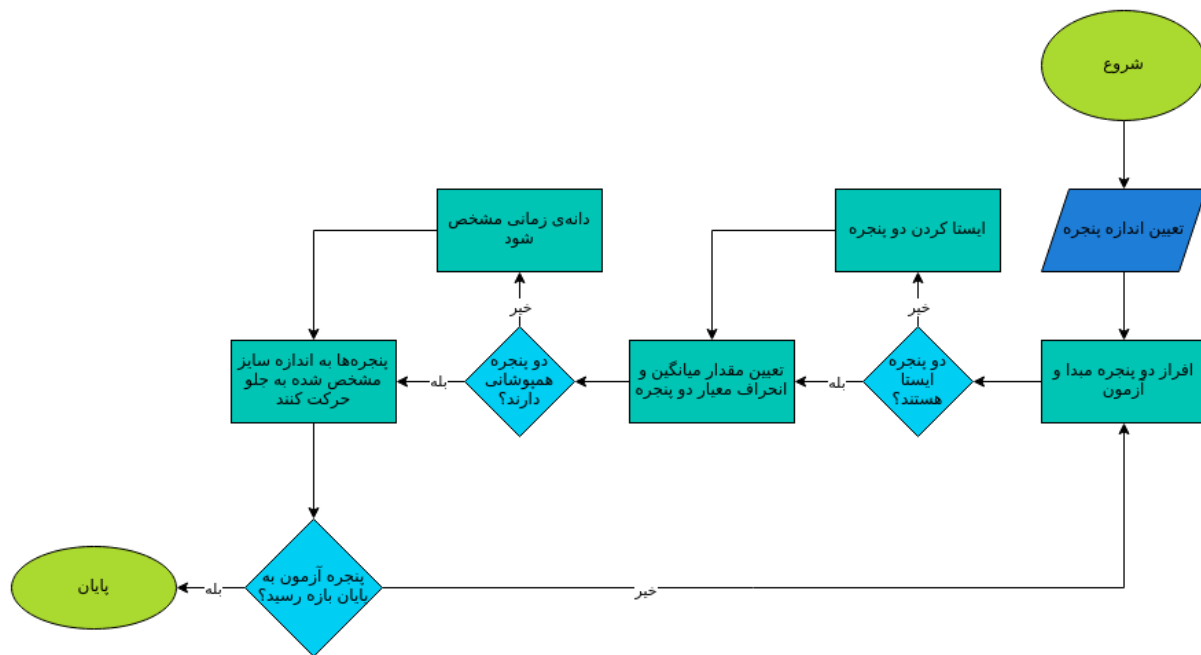 شروع
تعیین اندازه پنجره
افراز دو پنجره مبدا و
آزمون
دو پنجره
ایستا
هستند؟
خیر
بله
ایستا کردن دو پنجره
تعیین مقدار میانگین و
انحراف معیار دو پنجره
دو پنجره
همپوشانی
دارند؟
خیر
بله
دانه‌ی زمانی مشخص
شود
پنجره‌ها به اندازه سایز
مشخص شده به جلو
حرکت کنند
پنجره آزمون به
پایان بازه رسید؟
خیر
بله
پایان